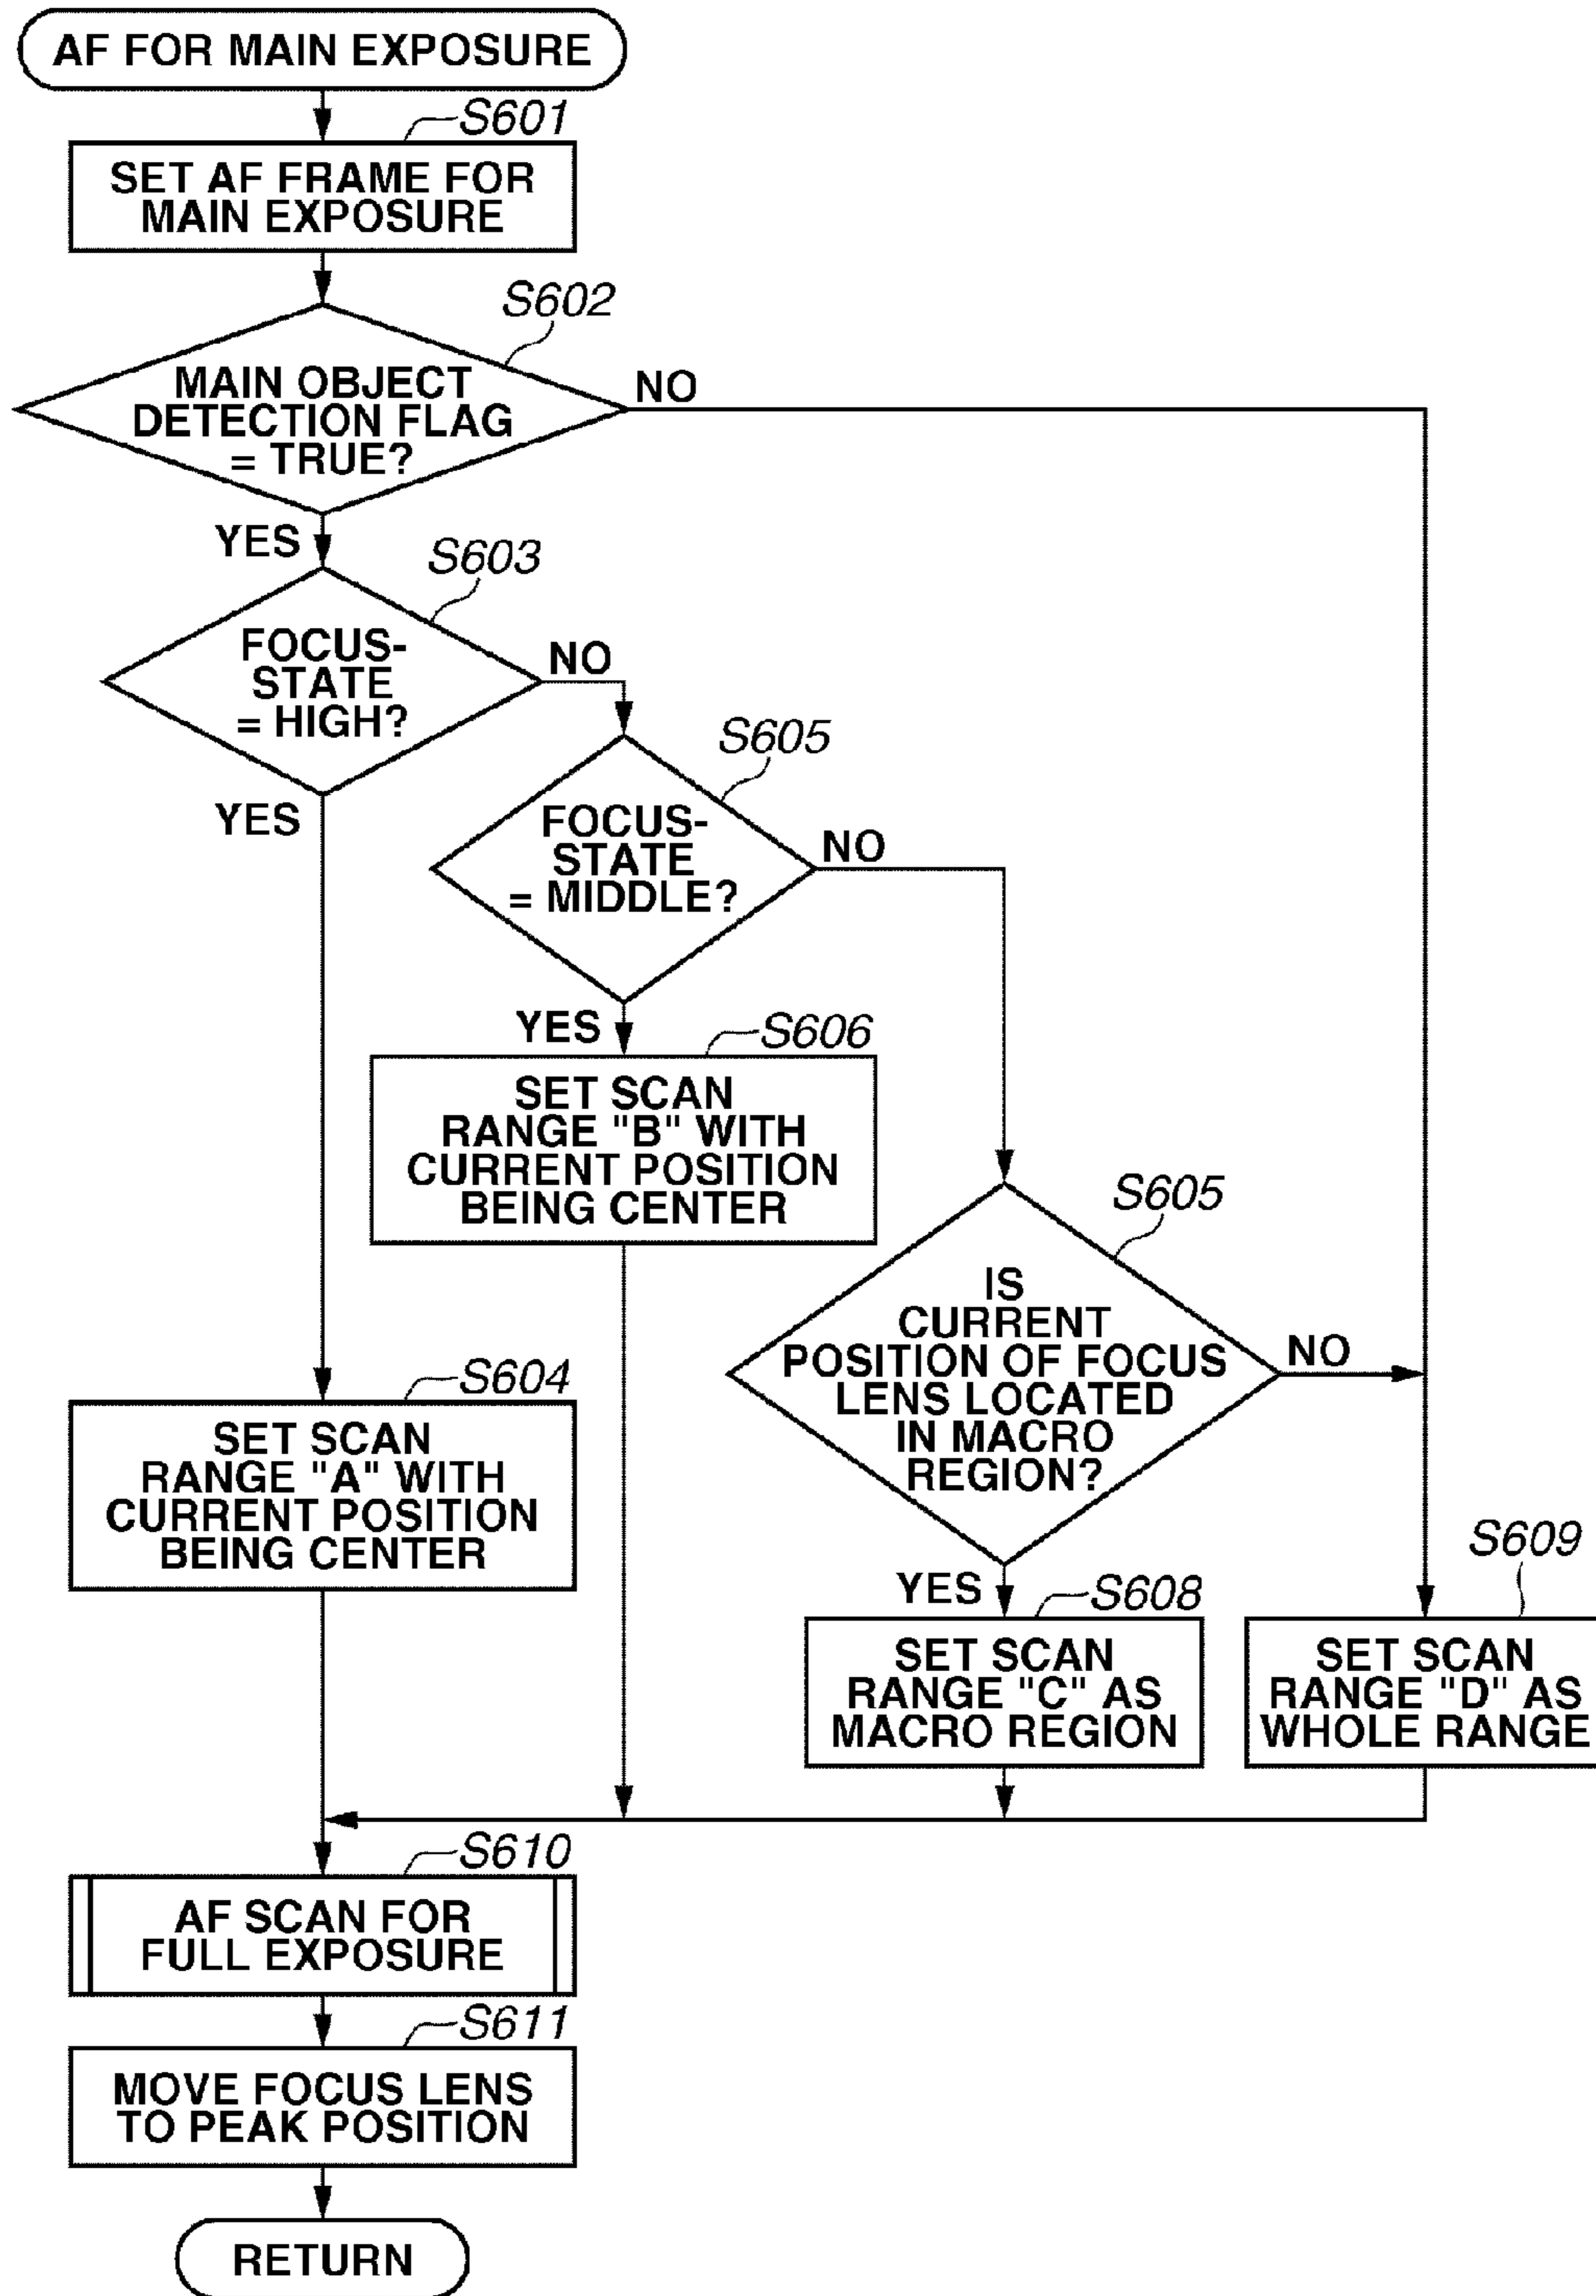 AF FOR MAIN EXPOSURE
S601
SET AF FRAME FOR
MAIN EXPOSURE
S602
MAIN OBJECT
DETECTION FLAG
= TRUE?
NO
YES
S603
FOCUS-
STATE
= HIGH?
NO
YES
S605
FOCUS-
STATE
= MIDDLE?
NO
YES
S606
SET SCAN
RANGE "B" WITH
CURRENT POSITION
BEING CENTER
S605
IS
CURRENT
POSITION OF FOCUS
LENS LOCATED
IN MACRO
REGION?
NO
YES
S604
SET SCAN
RANGE "A" WITH
CURRENT POSITION
BEING CENTER
S608
SET SCAN
RANGE "C" AS
MACRO REGION
S609
SET SCAN
RANGE "D" AS
WHOLE RANGE
S610
AF SCAN FOR
FULL EXPOSURE
S611
MOVE FOCUS LENS
TO PEAK POSITION
RETURN